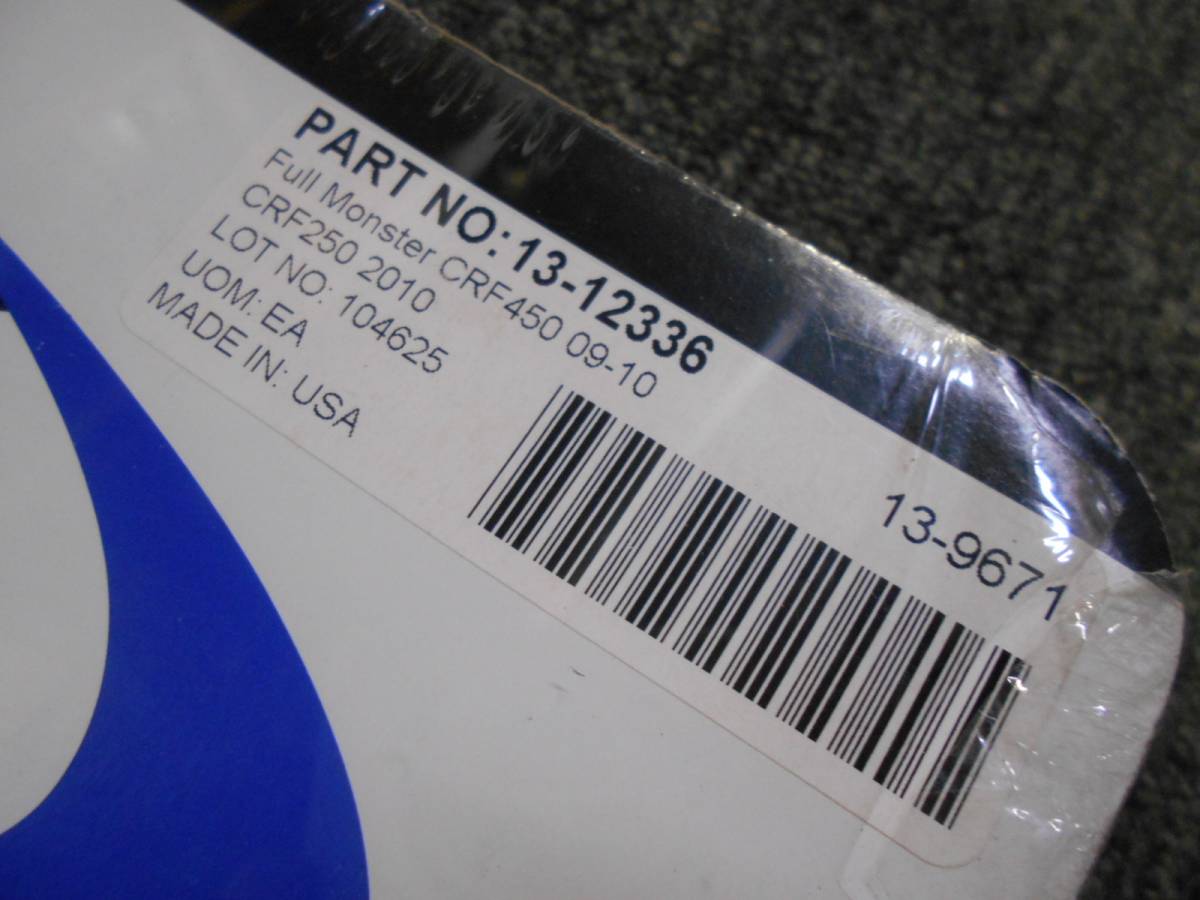 PART NO: 13-12336
Full Monster CRF450 09-10
CRF250 2010
LOT NO: 104625
UOM: EA
MADE IN: USA
13-9671